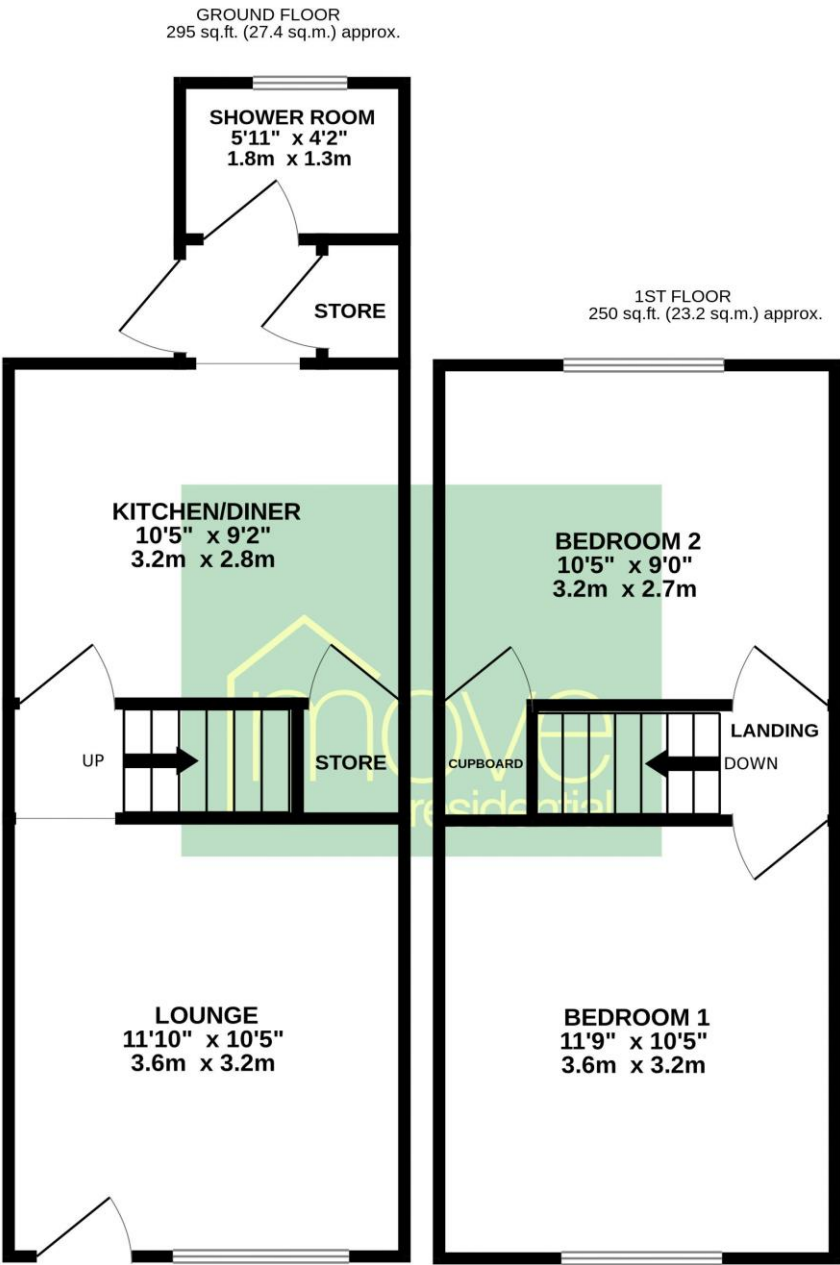 GROUND FLOOR
295 sq.ft. (27.4 sq.m.) approx.
SHOWER ROOM
5'11" x 4'2"
1.8m x 1.3m
STORE
KITCHEN/DINER
10'5" x 9'2"
3.2m x 2.8m
UP
STORE
LOUNGE
11'10" x 10'5"
3.6m x 3.2m
1ST FLOOR
250 sq.ft. (23.2 sq.m.) approx.
BEDROOM 2
10'5" x 9'0"
3.2m x 2.7m
CUPBOARD
LANDING
DOWN
BEDROOM 1
11'9" x 10'5"
3.6m x 3.2m
imove
residential